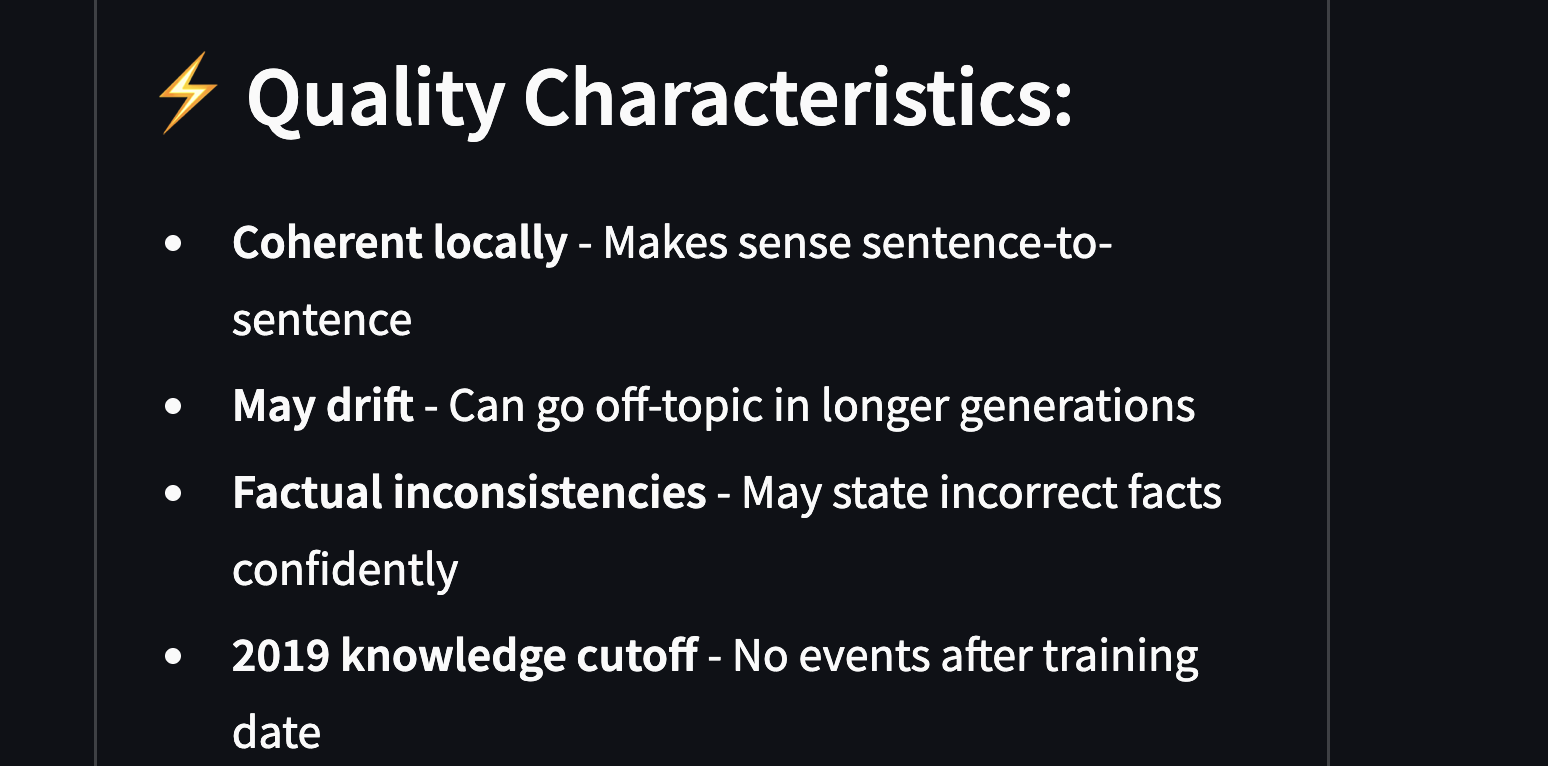 ⚡ Quality Characteristics:
• Coherent locally - Makes sense sentence-to-
sentence
• May drift - Can go off-topic in longer generations
• Factual inconsistencies - May state incorrect facts
confidently
• 2019 knowledge cutoff - No events after training
date